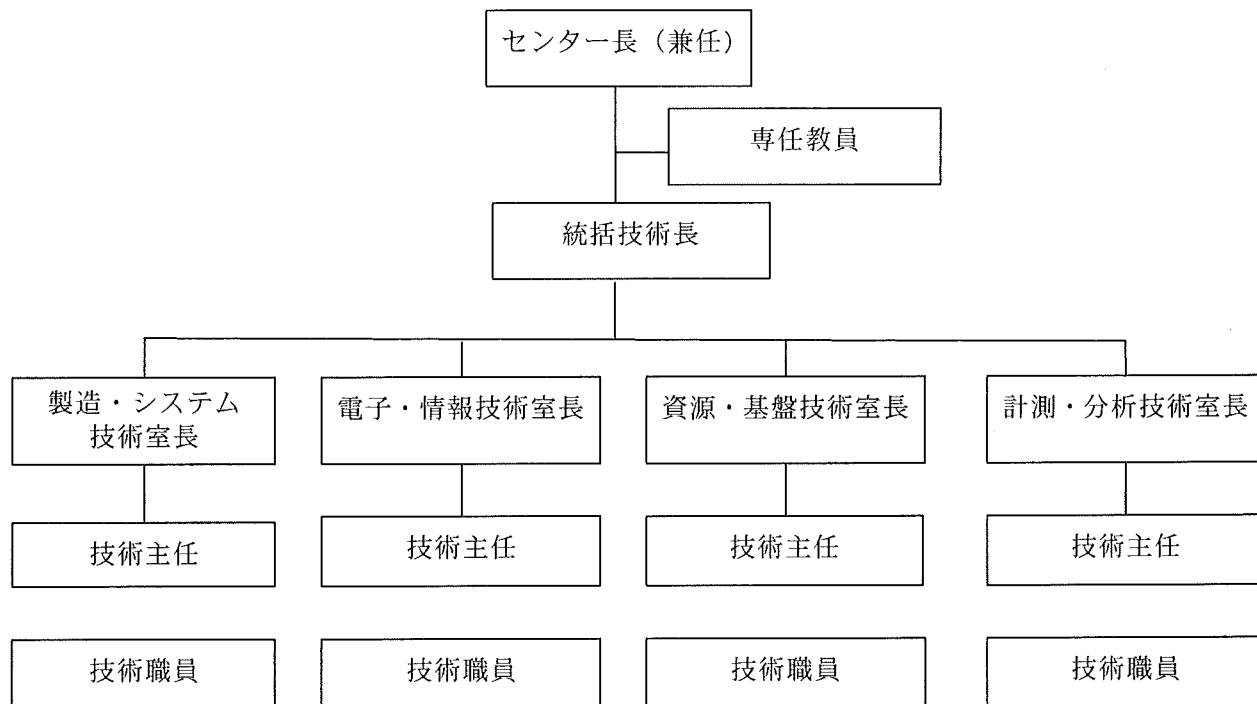 センター長（兼任）
専任教員
統括技術長
製造・システム
技術室長
電子・情報技術室長
資源・基盤技術室長
計測・分析技術室長
技術主任
技術主任
技術主任
技術主任
技術職員
技術職員
技術職員
技術職員